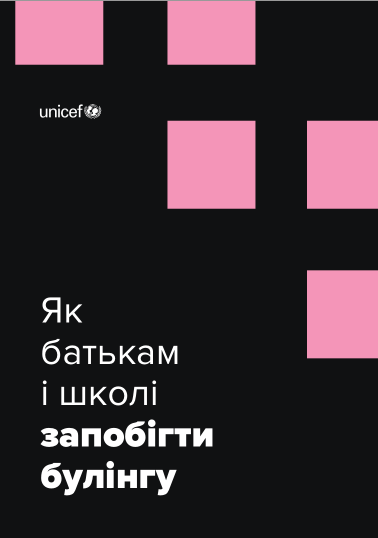 unicef
Як
батькам
і школі
запобігти
булінгу